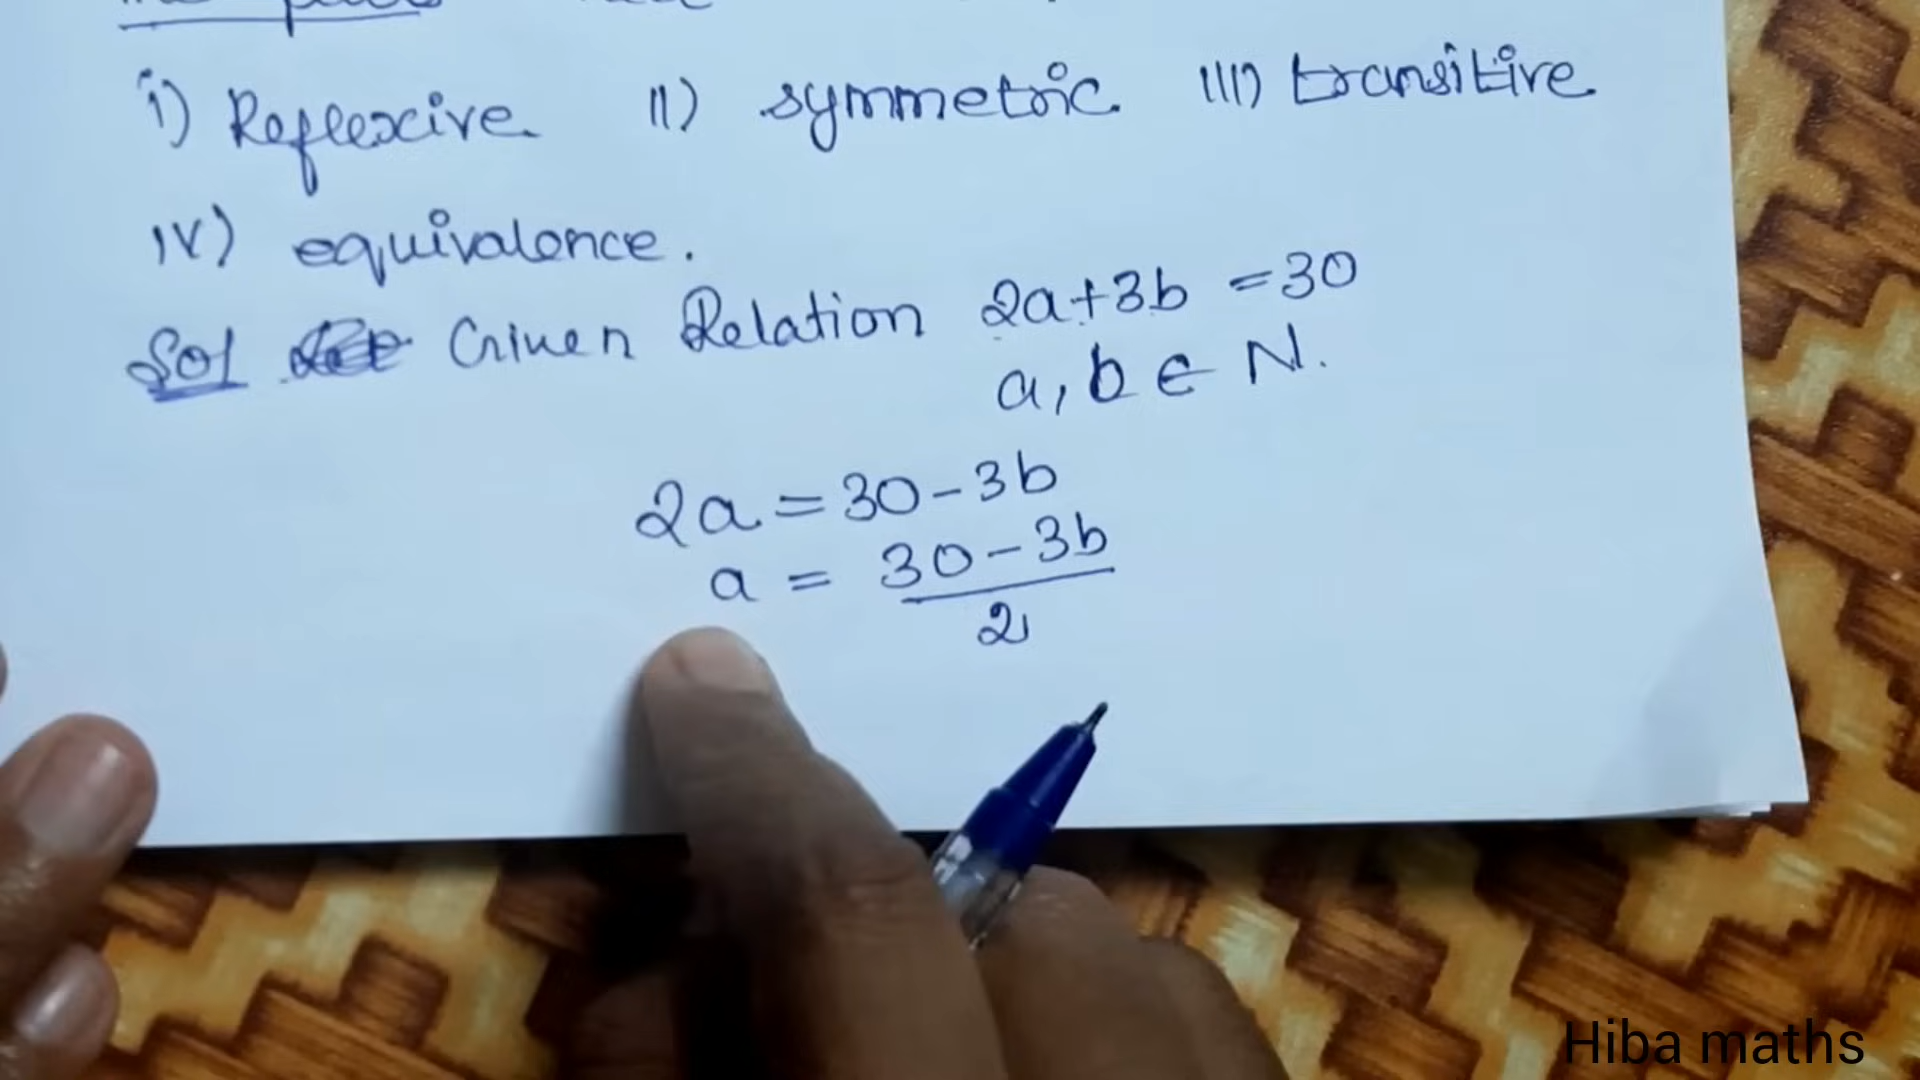 i) Reflexive II) symmetric III) transitive
IV) equivalence.
Sol Given Relation 2a+3b = 30
a, b ∈ N.
2a = 30 - 3b
a = 30 - 3b
2
Hiba maths